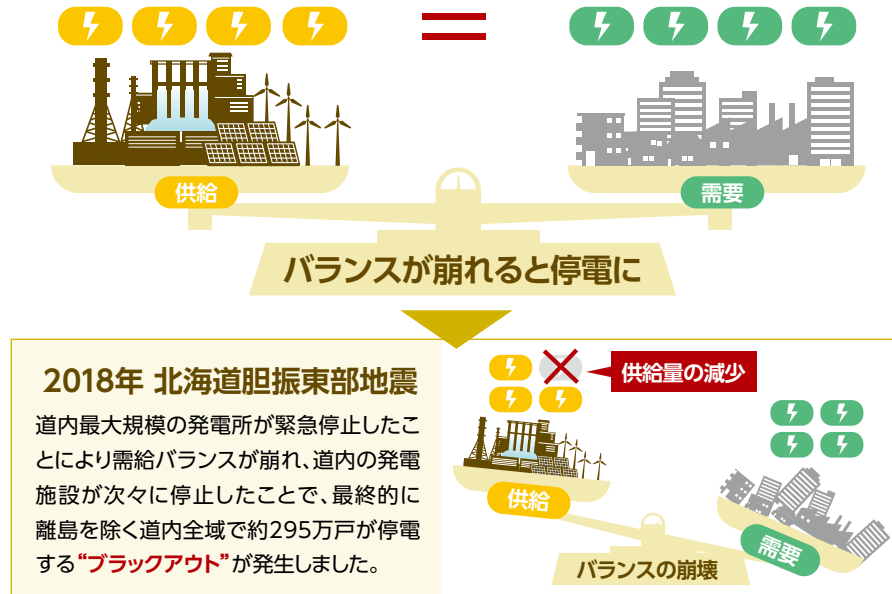 供給
需要
バランスが崩れると停電に
2018年 北海道胆振東部地震
道内最大規模の発電所が緊急停止したこ
とにより需給バランスが崩れ、道内の発電
施設が次々に停止したことで、最終的に
離島を除く道内全域で約295万戸が停電
する“ブラックアウト”が発生しました。
供給量の減少
供給
需要
バランスの崩壊